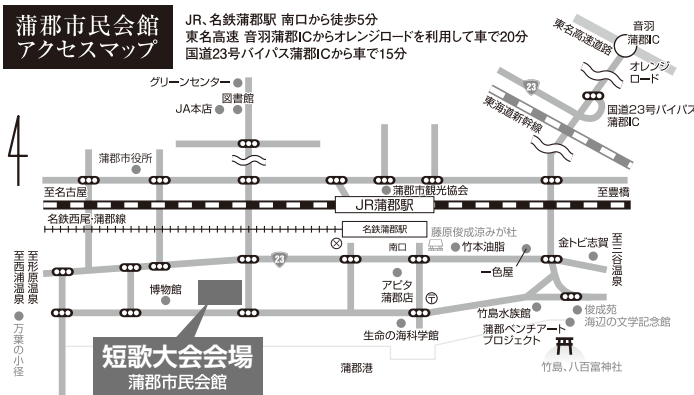 蒲郡市民会館
アクセスマップ
JR、名鉄蒲郡駅 南口から徒歩5分
東名高速 音羽蒲郡ICからオレンジロードを利用して車で20分
国道23号バイパス蒲郡ICから車で15分
東名高速道路
音羽
蒲郡IC
オレンジ
ロード
グリーンセンター
図書館
JA本店
23
国道23号バイパス
蒲郡IC
東海道新幹線
蒲郡市役所
蒲郡市観光協会
至名古屋
至豊橋
JR蒲郡駅
名鉄西尾・蒲郡線
名鉄蒲郡駅
藤原俊成涼みが社
南口
竹本油脂
金トビ志賀
至三谷温泉
一色屋
23
至形原温泉
至西浦温泉
万葉の小径
博物館
アピタ
蒲郡店
〒
竹島水族館
俊成苑
海辺の文学記念館
生命の海科学館
蒲郡ベンチアート
プロジェクト
短歌大会会場
蒲郡市民会館
蒲郡港
竹島、八百富神社